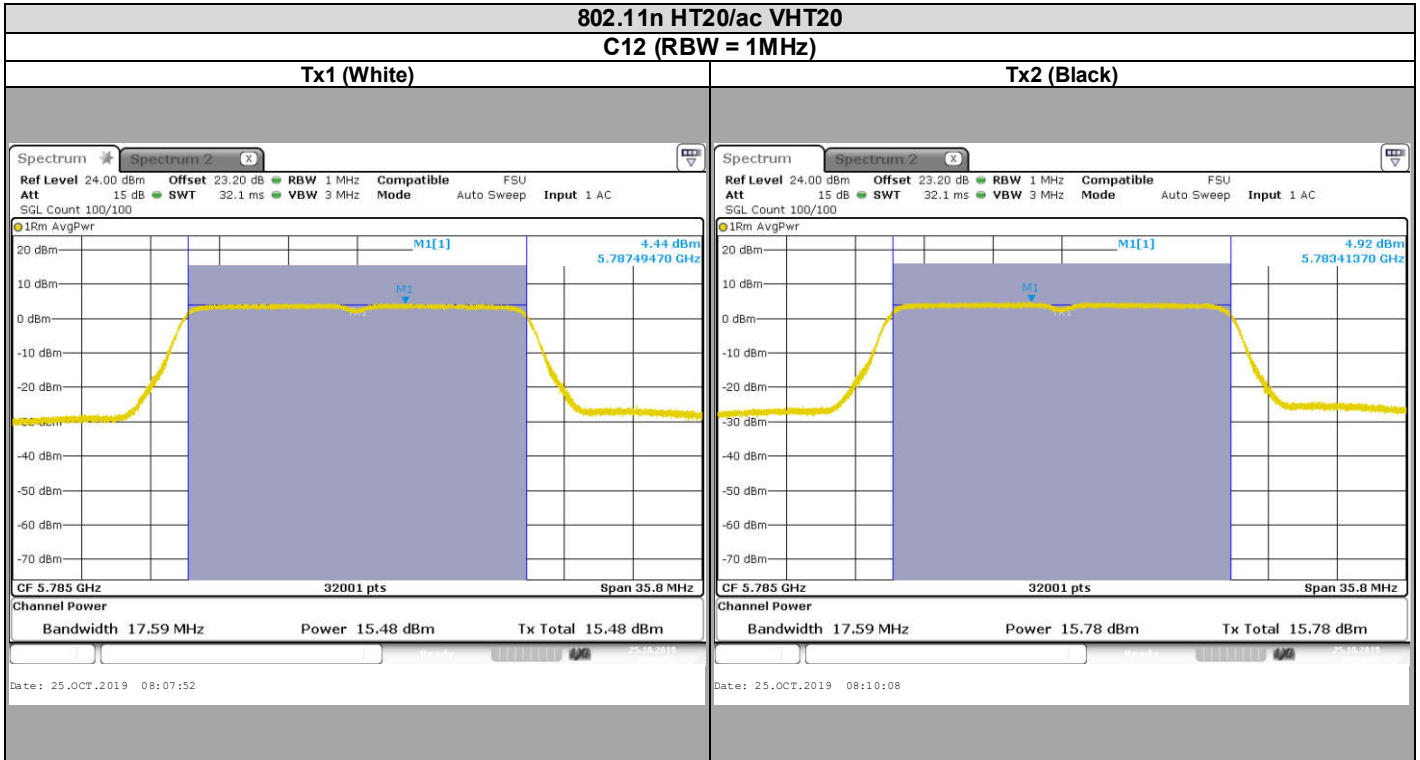 802.11n HT20/ac VHT20
C12 (RBW = 1MHz)
Tx1 (White)
Tx2 (Black)
Spectrum Spectrum 2 X
Ref Level 24.00 dBm Offset 23.20 dB RBW 1 MHz Compatible FSU
Att 15 dB SWT 32.1 ms VBW 3 MHz Mode Auto Sweep Input 1 AC
SGL Count 100/100
1Rm AvgPwr
M1[1] 4.44 dBm
5.78749470 GHz
20 dBm
10 dBm
M1
0 dBm
-10 dBm
-20 dBm
-30 dBm
-40 dBm
-50 dBm
-60 dBm
-70 dBm
CF 5.785 GHz 32001 pts Span 35.8 MHz
Channel Power
Bandwidth 17.59 MHz Power 15.48 dBm Tx Total 15.48 dBm
Ready 25.10.2019
Date: 25.OCT.2019 08:07:52
Spectrum Spectrum 2 X
Ref Level 24.00 dBm Offset 23.20 dB RBW 1 MHz Compatible FSU
Att 15 dB SWT 32.1 ms VBW 3 MHz Mode Auto Sweep Input 1 AC
SGL Count 100/100
1Rm AvgPwr
M1[1] 4.92 dBm
5.78341370 GHz
20 dBm
10 dBm
M1
0 dBm
-10 dBm
-20 dBm
-30 dBm
-40 dBm
-50 dBm
-60 dBm
-70 dBm
CF 5.785 GHz 32001 pts Span 35.8 MHz
Channel Power
Bandwidth 17.59 MHz Power 15.78 dBm Tx Total 15.78 dBm
Ready 25.10.2019
Date: 25.OCT.2019 08:10:08